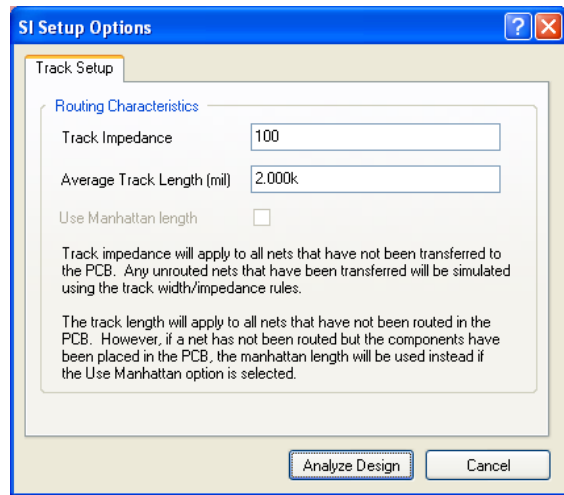 SI Setup Options
Track Setup
Routing Characteristics
Track Impedance
100
Average Track Length (mil)
2.000k
Use Manhattan length
Track impedance will apply to all nets that have not been transferred to
the PCB. Any unrouted nets that have been transferred will be simulated
using the track width/impedance rules.
The track length will apply to all nets that have not been routed in the
PCB. However, if a net has not been routed but the components have
been placed in the PCB, the manhattan length will be used instead if
the Use Manhattan option is selected.
Analyze Design
Cancel